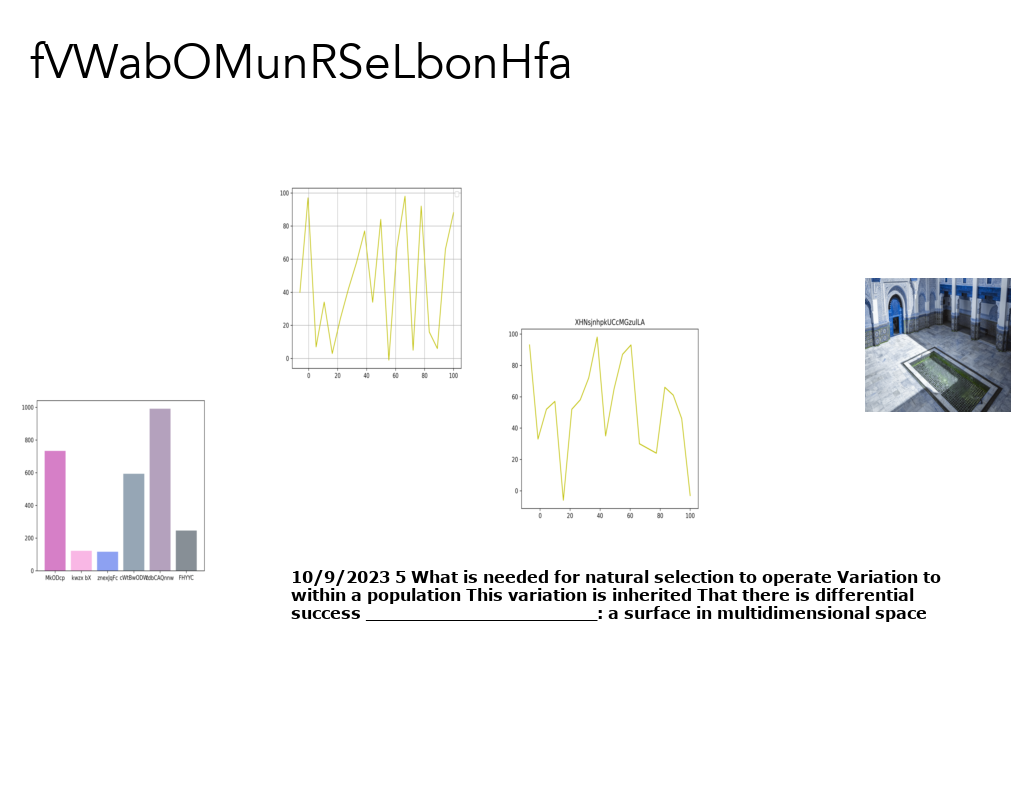 fVWabOMunRSeLbonHfa
100
80
60
40
20
0
0 20 40 60 80 100
XHNsjnhpkUCcMGzulLA
100
80
60
40
20
0
0 20 40 60 80 100
1000
800
600
400
200
0
MkODcp kwzx bX znexjqFc FHYYC
10/9/2023 5 What is needed for natural selection to operate Variation to
within a population This variation is inherited That there is differential
success ______________________: a surface in multidimensional space